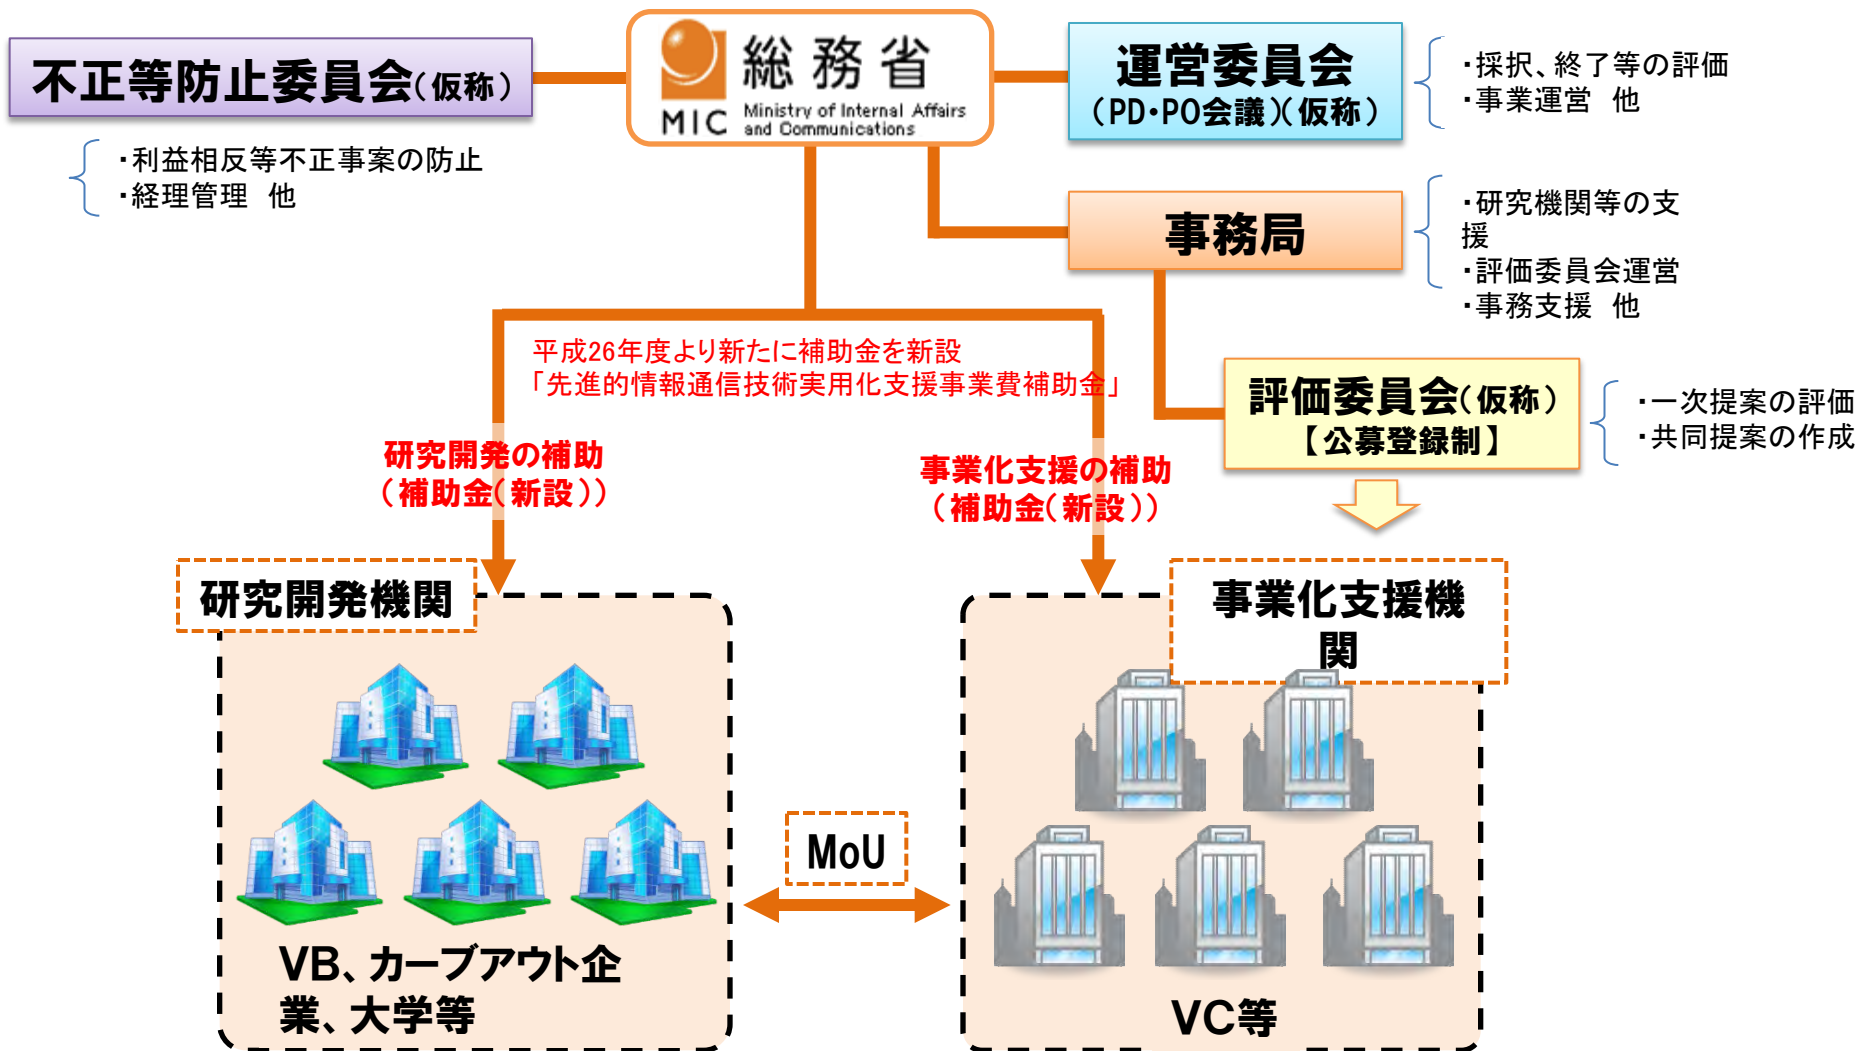 不正等防止委員会(仮称)
・利益相反等不正事案の防止
・経理管理　他
総務省
MIC
Ministry of Internal Affairs
and Communications
運営委員会
(PD・PO会議)(仮称)
・採択、終了等の評価
・事業運営　他
事務局
・研究機関等の支
援
・評価委員会運営
・事務支援　他
平成26年度より新たに補助金を新設
「先進的情報通信技術実用化支援事業費補助金」
評価委員会(仮称)
【公募登録制】
・一次提案の評価
・共同提案の作成
研究開発の補助
(補助金(新設))
事業化支援の補助
(補助金(新設))
研究開発機関
事業化支援機
関
MoU
VB、カーブアウト企
業、大学等
VC等